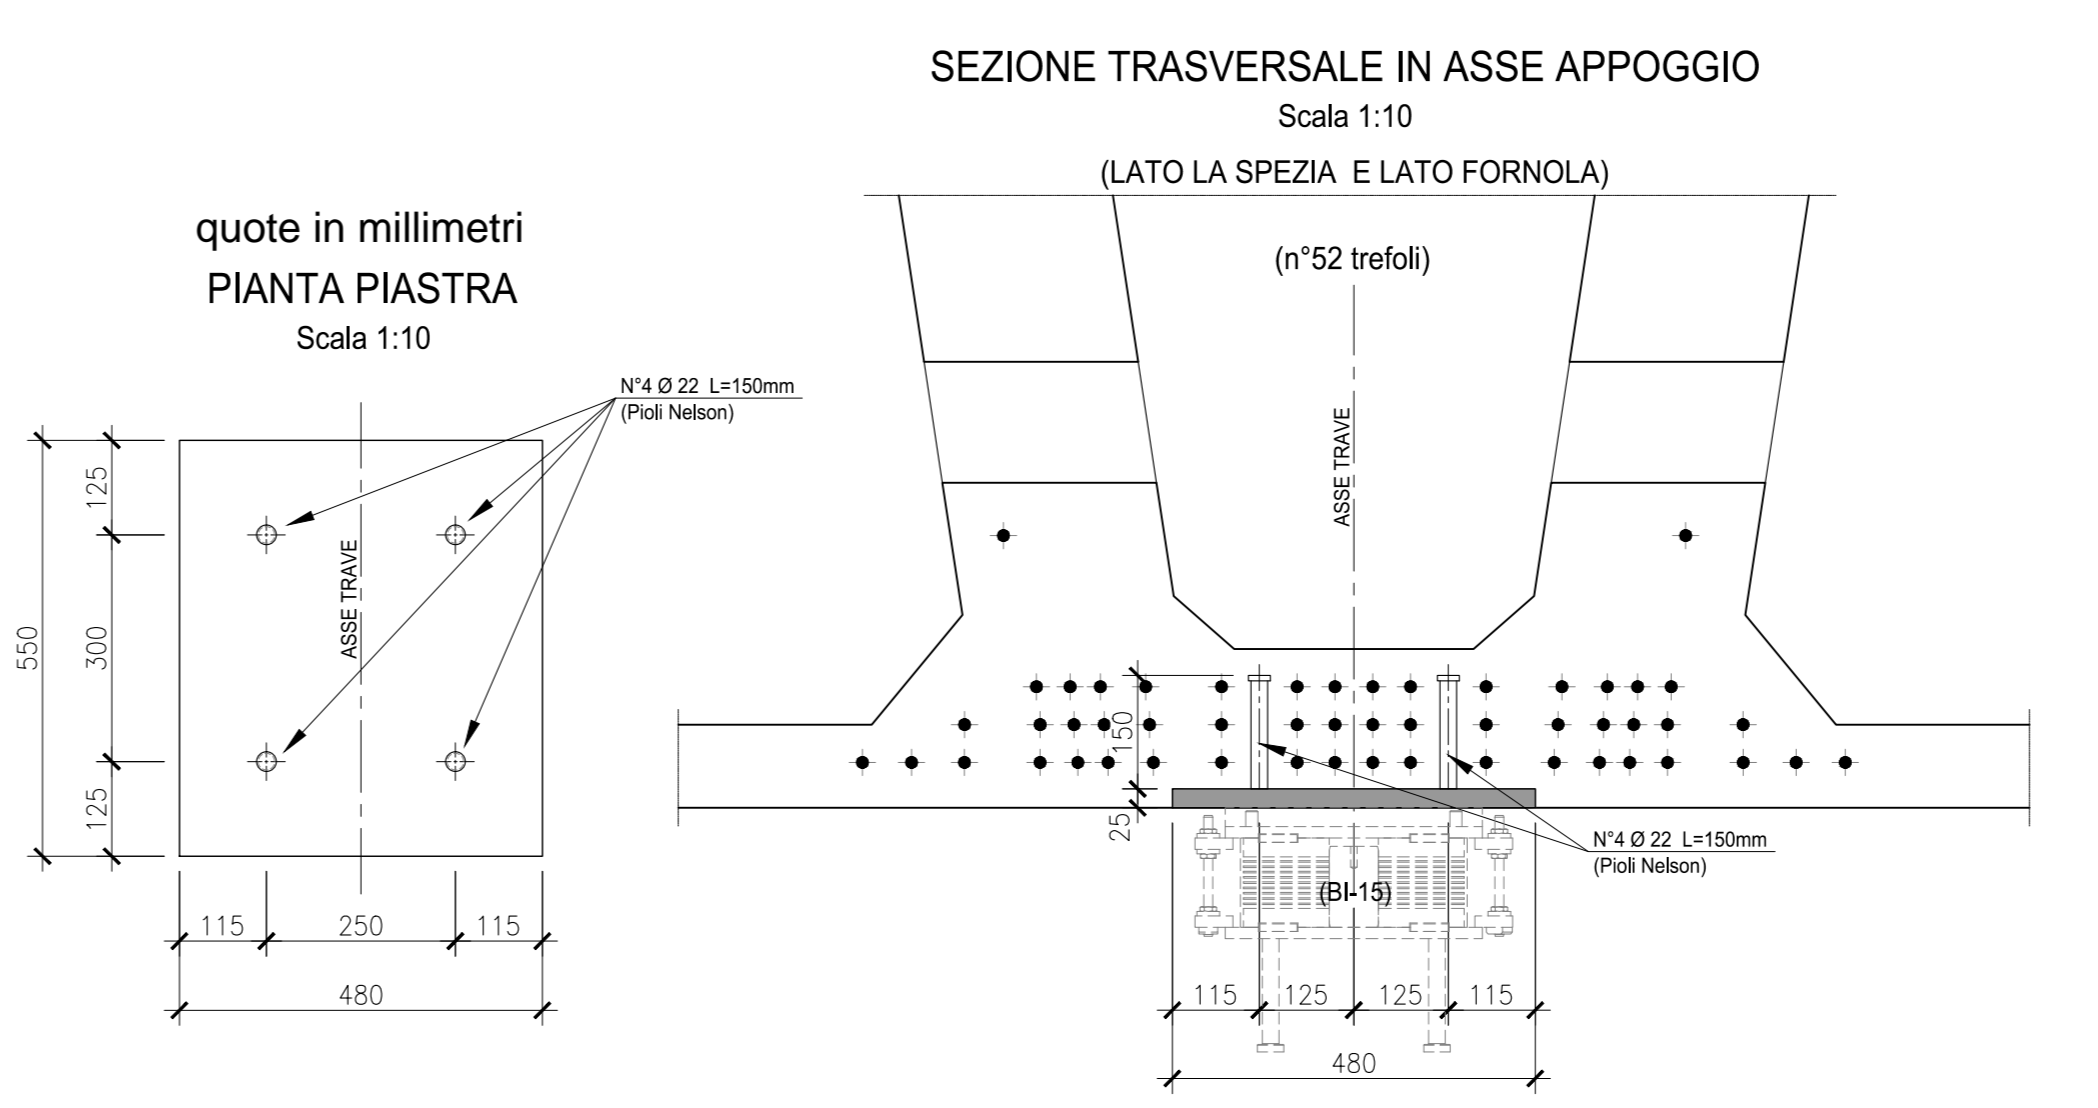 SEZIONE TRASVERSALE IN ASSE APPOGGIO
Scala 1:10
(LATO LA SPEZIA E LATO FORNOLA)
quote in millimetri
PIANTA PIASTRA
Scala 1:10
N°4 Ø 22 L=150mm
(Pioli Nelson)
ASSE TRAVE
550
125
300
125
115
250
115
480
(n°52 trefoli)
ASSE TRAVE
150
25
N°4 Ø 22 L=150mm
(Pioli Nelson)
(BI-15)
115
125
125
115
480